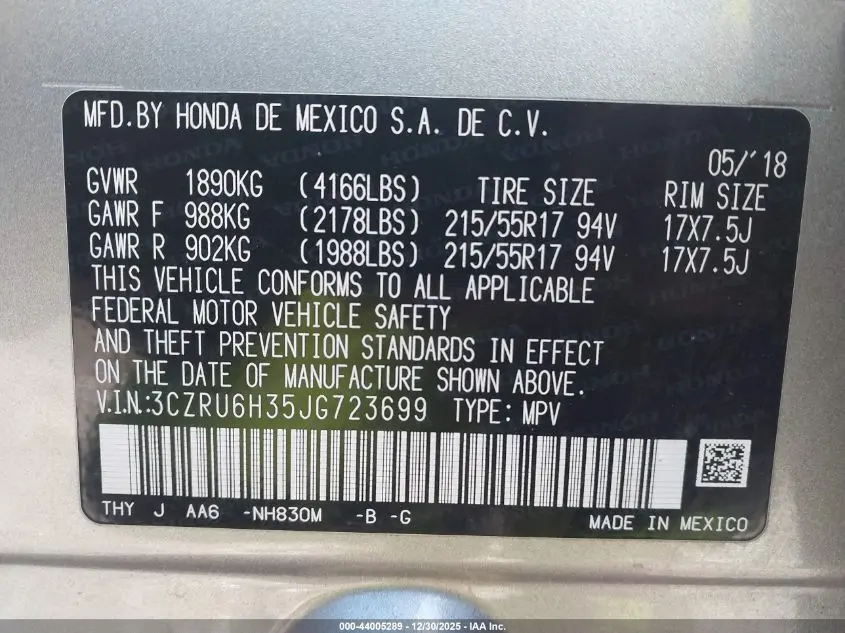 MFD.BY HONDA DE MEXICO S.A. DE C.V.
05/'18
GVWR 1890KG (4166LBS) TIRE SIZE RIM SIZE
GAWR F 988KG (2178LBS) 215/55R17 94V 17X7.5J
GAWR R 902KG (1988LBS) 215/55R17 94V 17X7.5J
THIS VEHICLE CONFORMS TO ALL APPLICABLE
FEDERAL MOTOR VEHICLE SAFETY
AND THEFT PREVENTION STANDARDS IN EFFECT
ON THE DATE OF MANUFACTURE SHOWN ABOVE.
V.I.N.:3CZRU6H35JG723699 TYPE: MPV
THY J AA6 -NH830M -B -G
MADE IN MEXICO
000-44005289 - 12/30/2025 - IAA Inc.